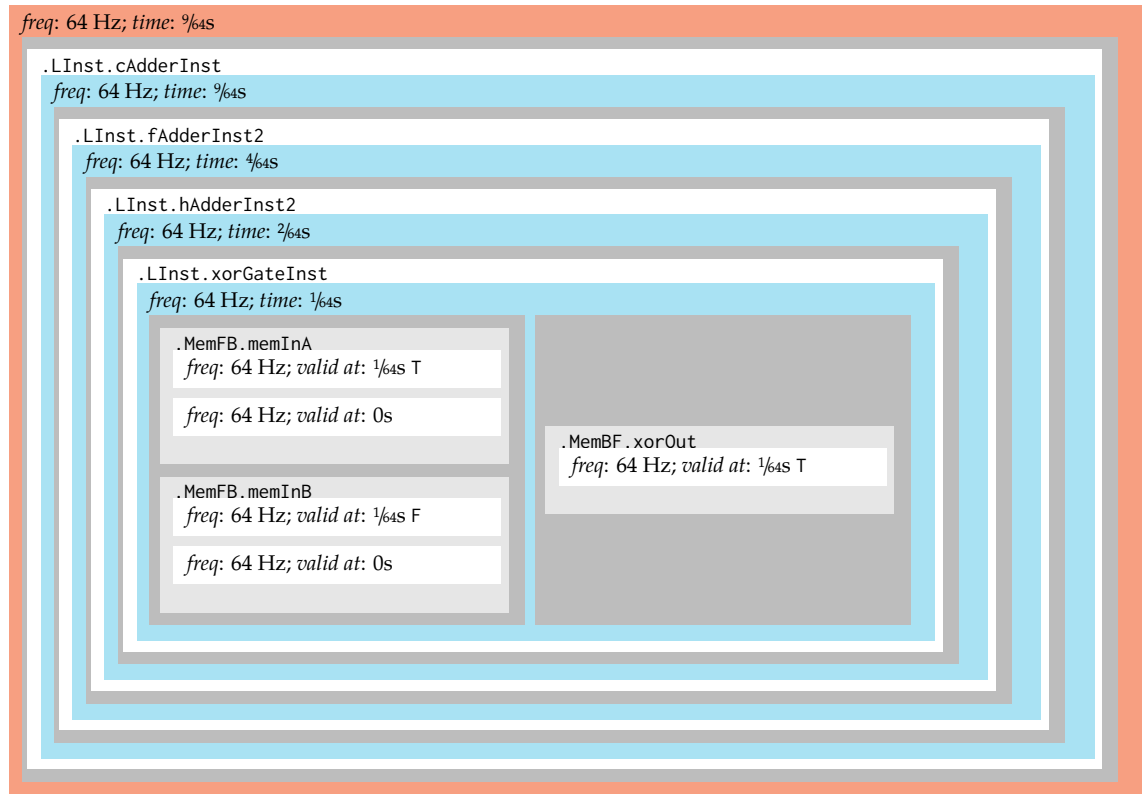 freq: 64 Hz; time: 9⁄64s
.LInst.cAdderInst
freq: 64 Hz; time: 9⁄64s
.LInst.fAdderInst2
freq: 64 Hz; time: 4⁄64s
.LInst.hAdderInst2
freq: 64 Hz; time: 2⁄64s
.LInst.xorGateInst
freq: 64 Hz; time: 1⁄64s
.MemFB.memInA
freq: 64 Hz; valid at: 1⁄64s T
freq: 64 Hz; valid at: 0s
.MemFB.memInB
freq: 64 Hz; valid at: 1⁄64s F
freq: 64 Hz; valid at: 0s
.MemBF.xorOut
freq: 64 Hz; valid at: 1⁄64s T